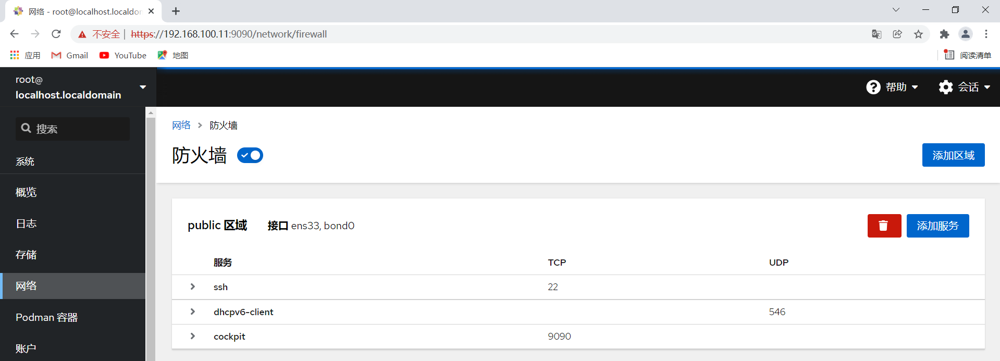 网络 - root@localhost.localdor
不安全 | https://192.168.100.11:9090/network/firewall
应用 Gmail YouTube 地图 阅读清单
root@
localhost.localdomain
帮助 会话
搜索
系统
概览
日志
存储
网络
Podman 容器
账户
网络 > 防火墙
防火墙 添加区域
public 区域 接口 ens33, bond0 添加服务
服务 TCP UDP
ssh 22
dhcpv6-client 546
cockpit 9090